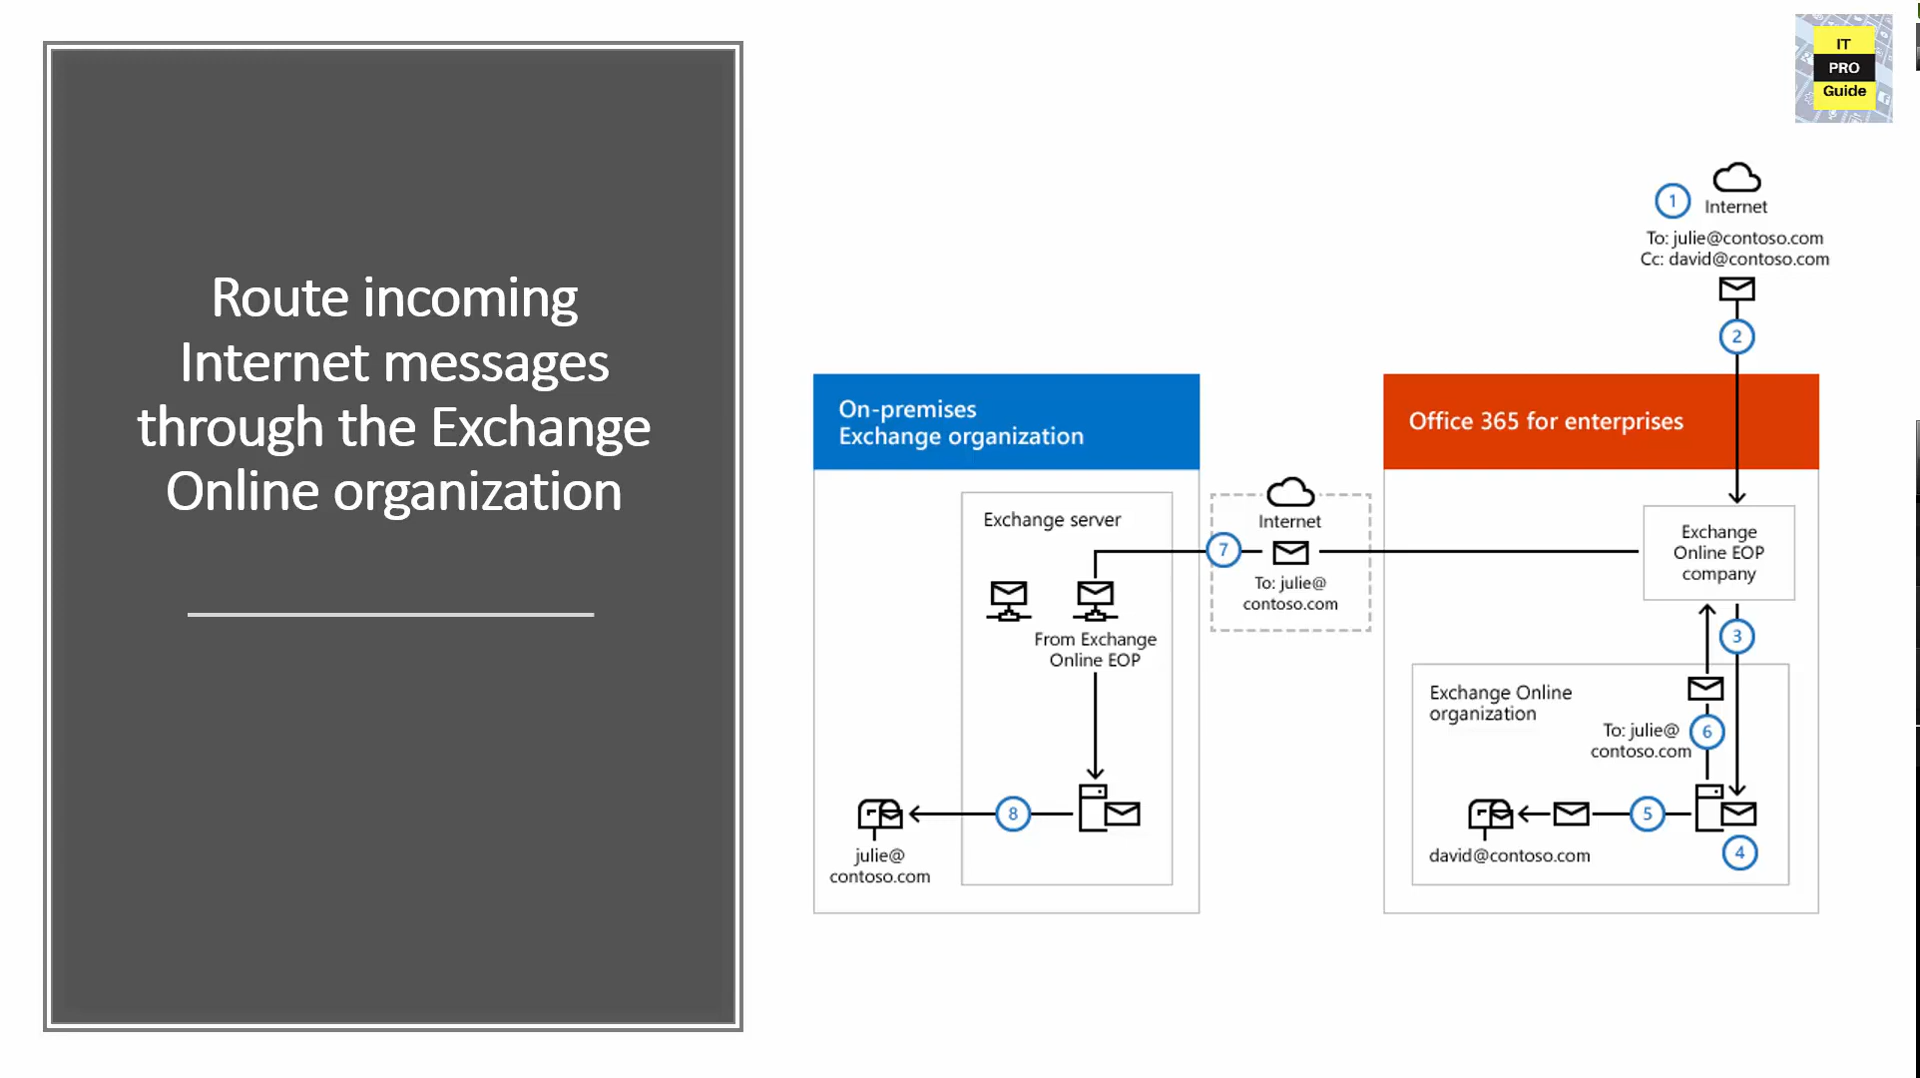 Route incoming
Internet messages
through the Exchange
Online organization
IT
PRO
Guide
1
Internet
To: julie@contoso.com
Cc: david@contoso.com
2
On-premises
Exchange organization
Office 365 for enterprises
Exchange server
Internet
7
To: julie@
contoso.com
Exchange
Online EOP
company
From Exchange
Online EOP
3
Exchange Online
organization
To: julie@
contoso.com
6
8
5
julie@
contoso.com
david@contoso.com
4